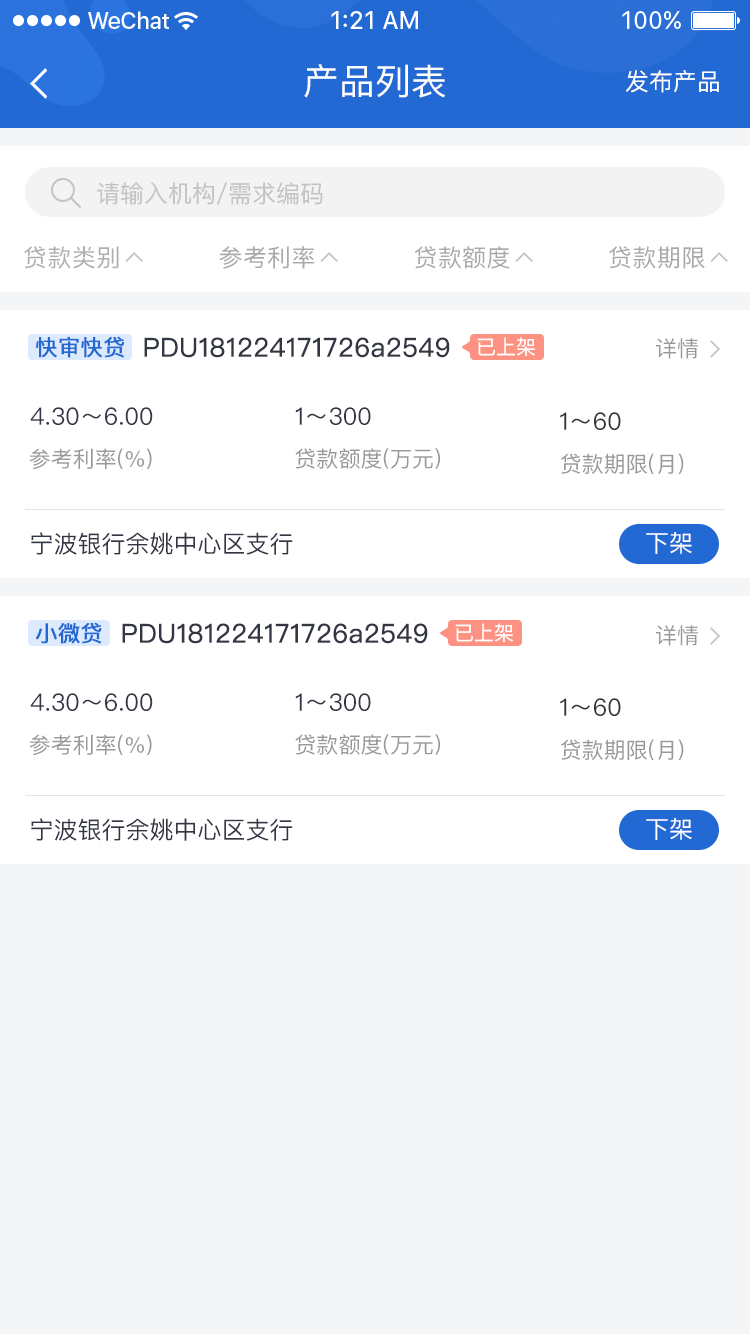 WeChat 1:21 AM 100%
产品列表 发布产品
请输入机构/需求编码
贷款类别 参考利率 贷款额度 贷款期限
快审快贷 PDU181224171726a2549 已上架 详情
4.30～6.00 1～300 1～60
参考利率(%) 贷款额度(万元) 贷款期限(月)
宁波银行余姚中心区支行 下架
小微贷 PDU181224171726a2549 已上架 详情
4.30～6.00 1～300 1～60
参考利率(%) 贷款额度(万元) 贷款期限(月)
宁波银行余姚中心区支行 下架